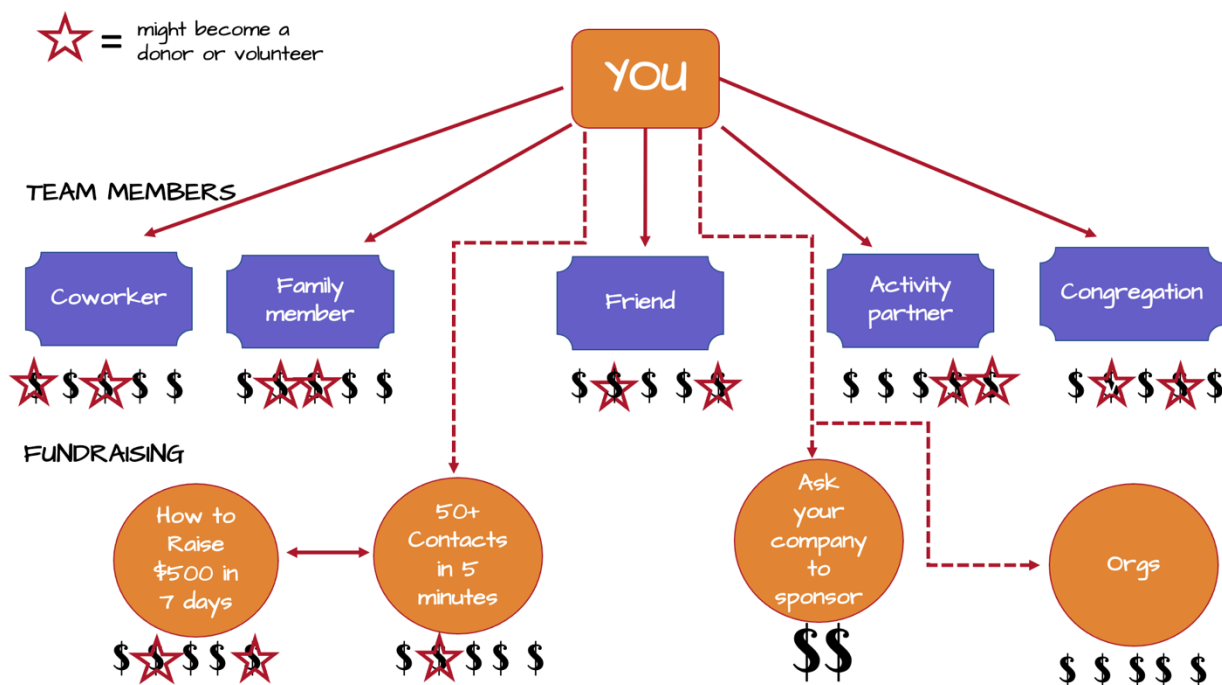 =
might become a
donor or volunteer
YOU
TEAM MEMBERS
Coworker
Family
member
Friend
Activity
partner
Congregation
$ $ $ $ $
$ $ $ $ $
$ $ $ $ $
$ $ $ $ $
$ $ $ $ $
FUNDRAISING
How to
Raise
$500 in
7 days
50+
Contacts
in 5
minutes
Ask
your
company
to
sponsor
Orgs
$ $ $ $ $
$ $ $ $ $
$$
$ $ $ $ $